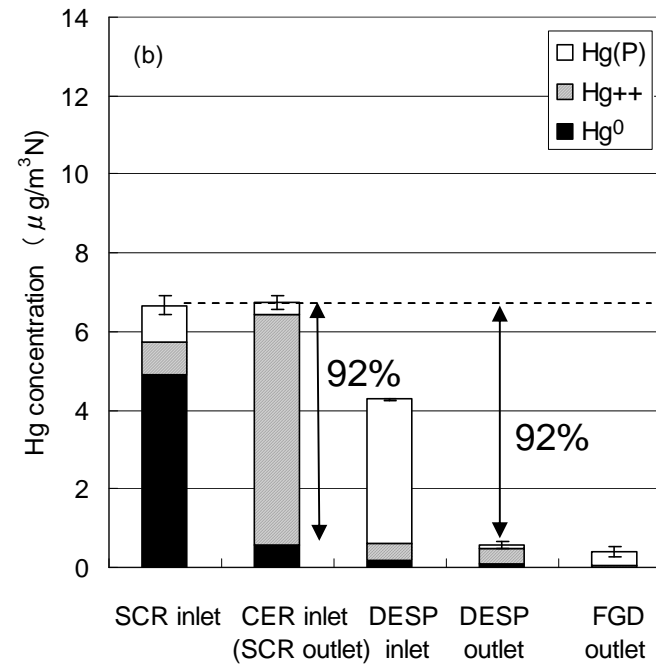 14
(b)
Hg(P)
Hg++
Hg⁰
12
10
8
6
4
2
0
Hg concentration ( μg/m³N)
92%
92%
SCR inlet
CER inlet
(SCR outlet)
DESP
inlet
DESP
outlet
FGD
outlet